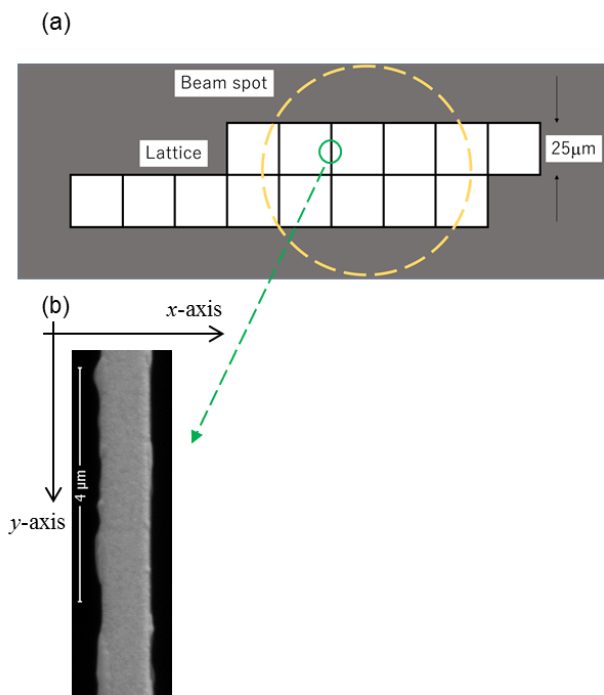 (a)
Beam spot
Lattice
25μm
(b)
x-axis
4 μm
y-axis